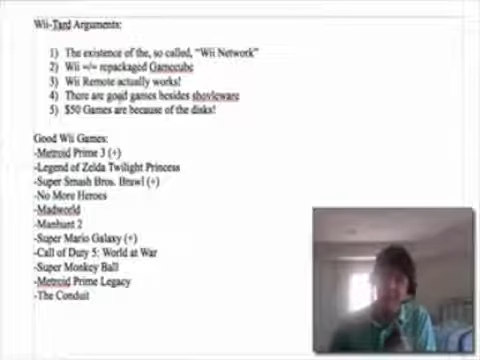 Wii-Tard Arguments:
1) The existence of the, so called, "Wii Network"
2) Wii =/= repackaged Gamecube
3) Wii Remote actually works!
4) There are good games besides shovleware
5) $50 Games are because of the disks!
Good Wii Games:
-Metroid Prime 3 (+)
-Legend of Zelda Twilight Princess
-Super Smash Bros. Brawl (+)
-No More Heroes
-Madworld
-Manhunt 2
-Super Mario Galaxy (+)
-Call of Duty 5: World at War
-Super Monkey Ball
-Metroid Prime Legacy
-The Conduit